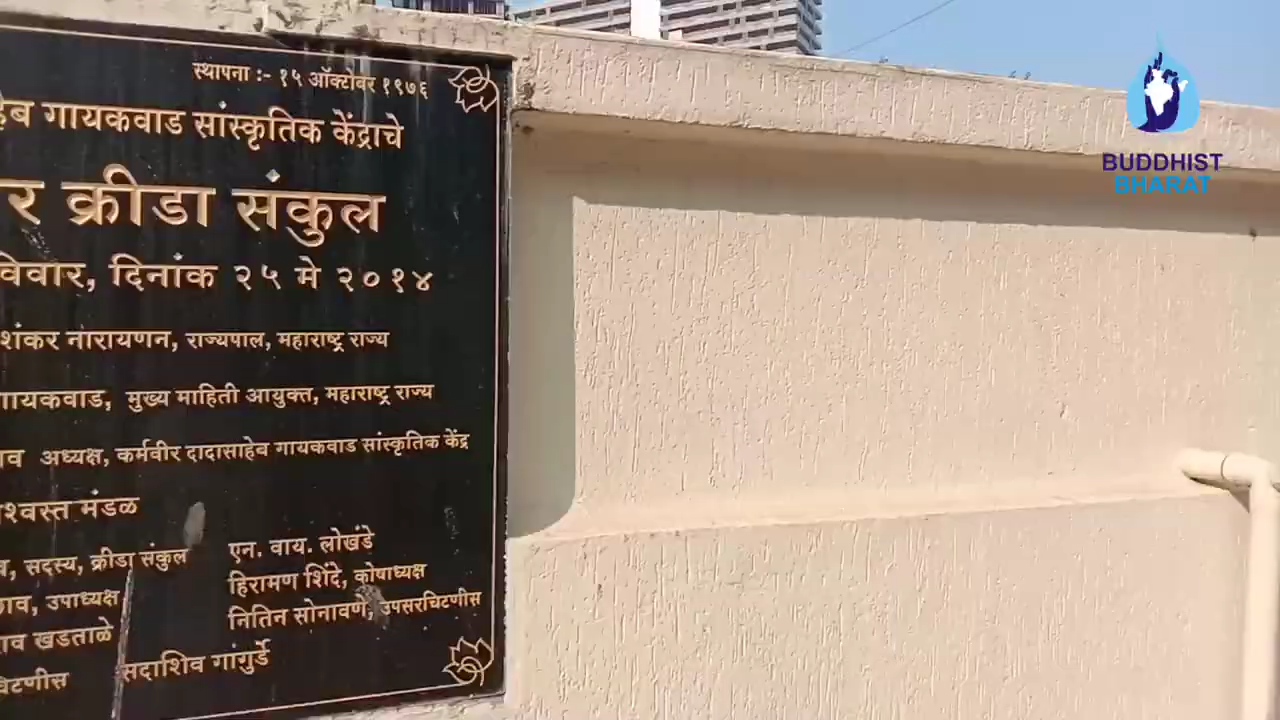 स्थापना :- १५ ऑक्टोबर १९७६
गायकवाड सांस्कृतिक केंद्राचे
र क्रीडा संकुल
विवार, दिनांक २५ मे २०१४
शंकर नारायणन, राज्यपाल, महाराष्ट्र राज्य
गायकवाड, मुख्य माहिती आयुक्त, महाराष्ट्र राज्य
अध्यक्ष, कर्मवीर दादासाहेब गायकवाड सांस्कृतिक केंद्र
श्वस्त मंडळ
सदस्य, क्रीडा संकुल
एन. वाय. लोखंडे
उपाध्यक्ष
हिरामण शिंदे, कोषाध्यक्ष
राव खडताळे
नितिन सोनावणे, उपसरचिटणीस
चिटणीस
सदाशिव गांगुर्डे
BUDDHIST
BHARAT